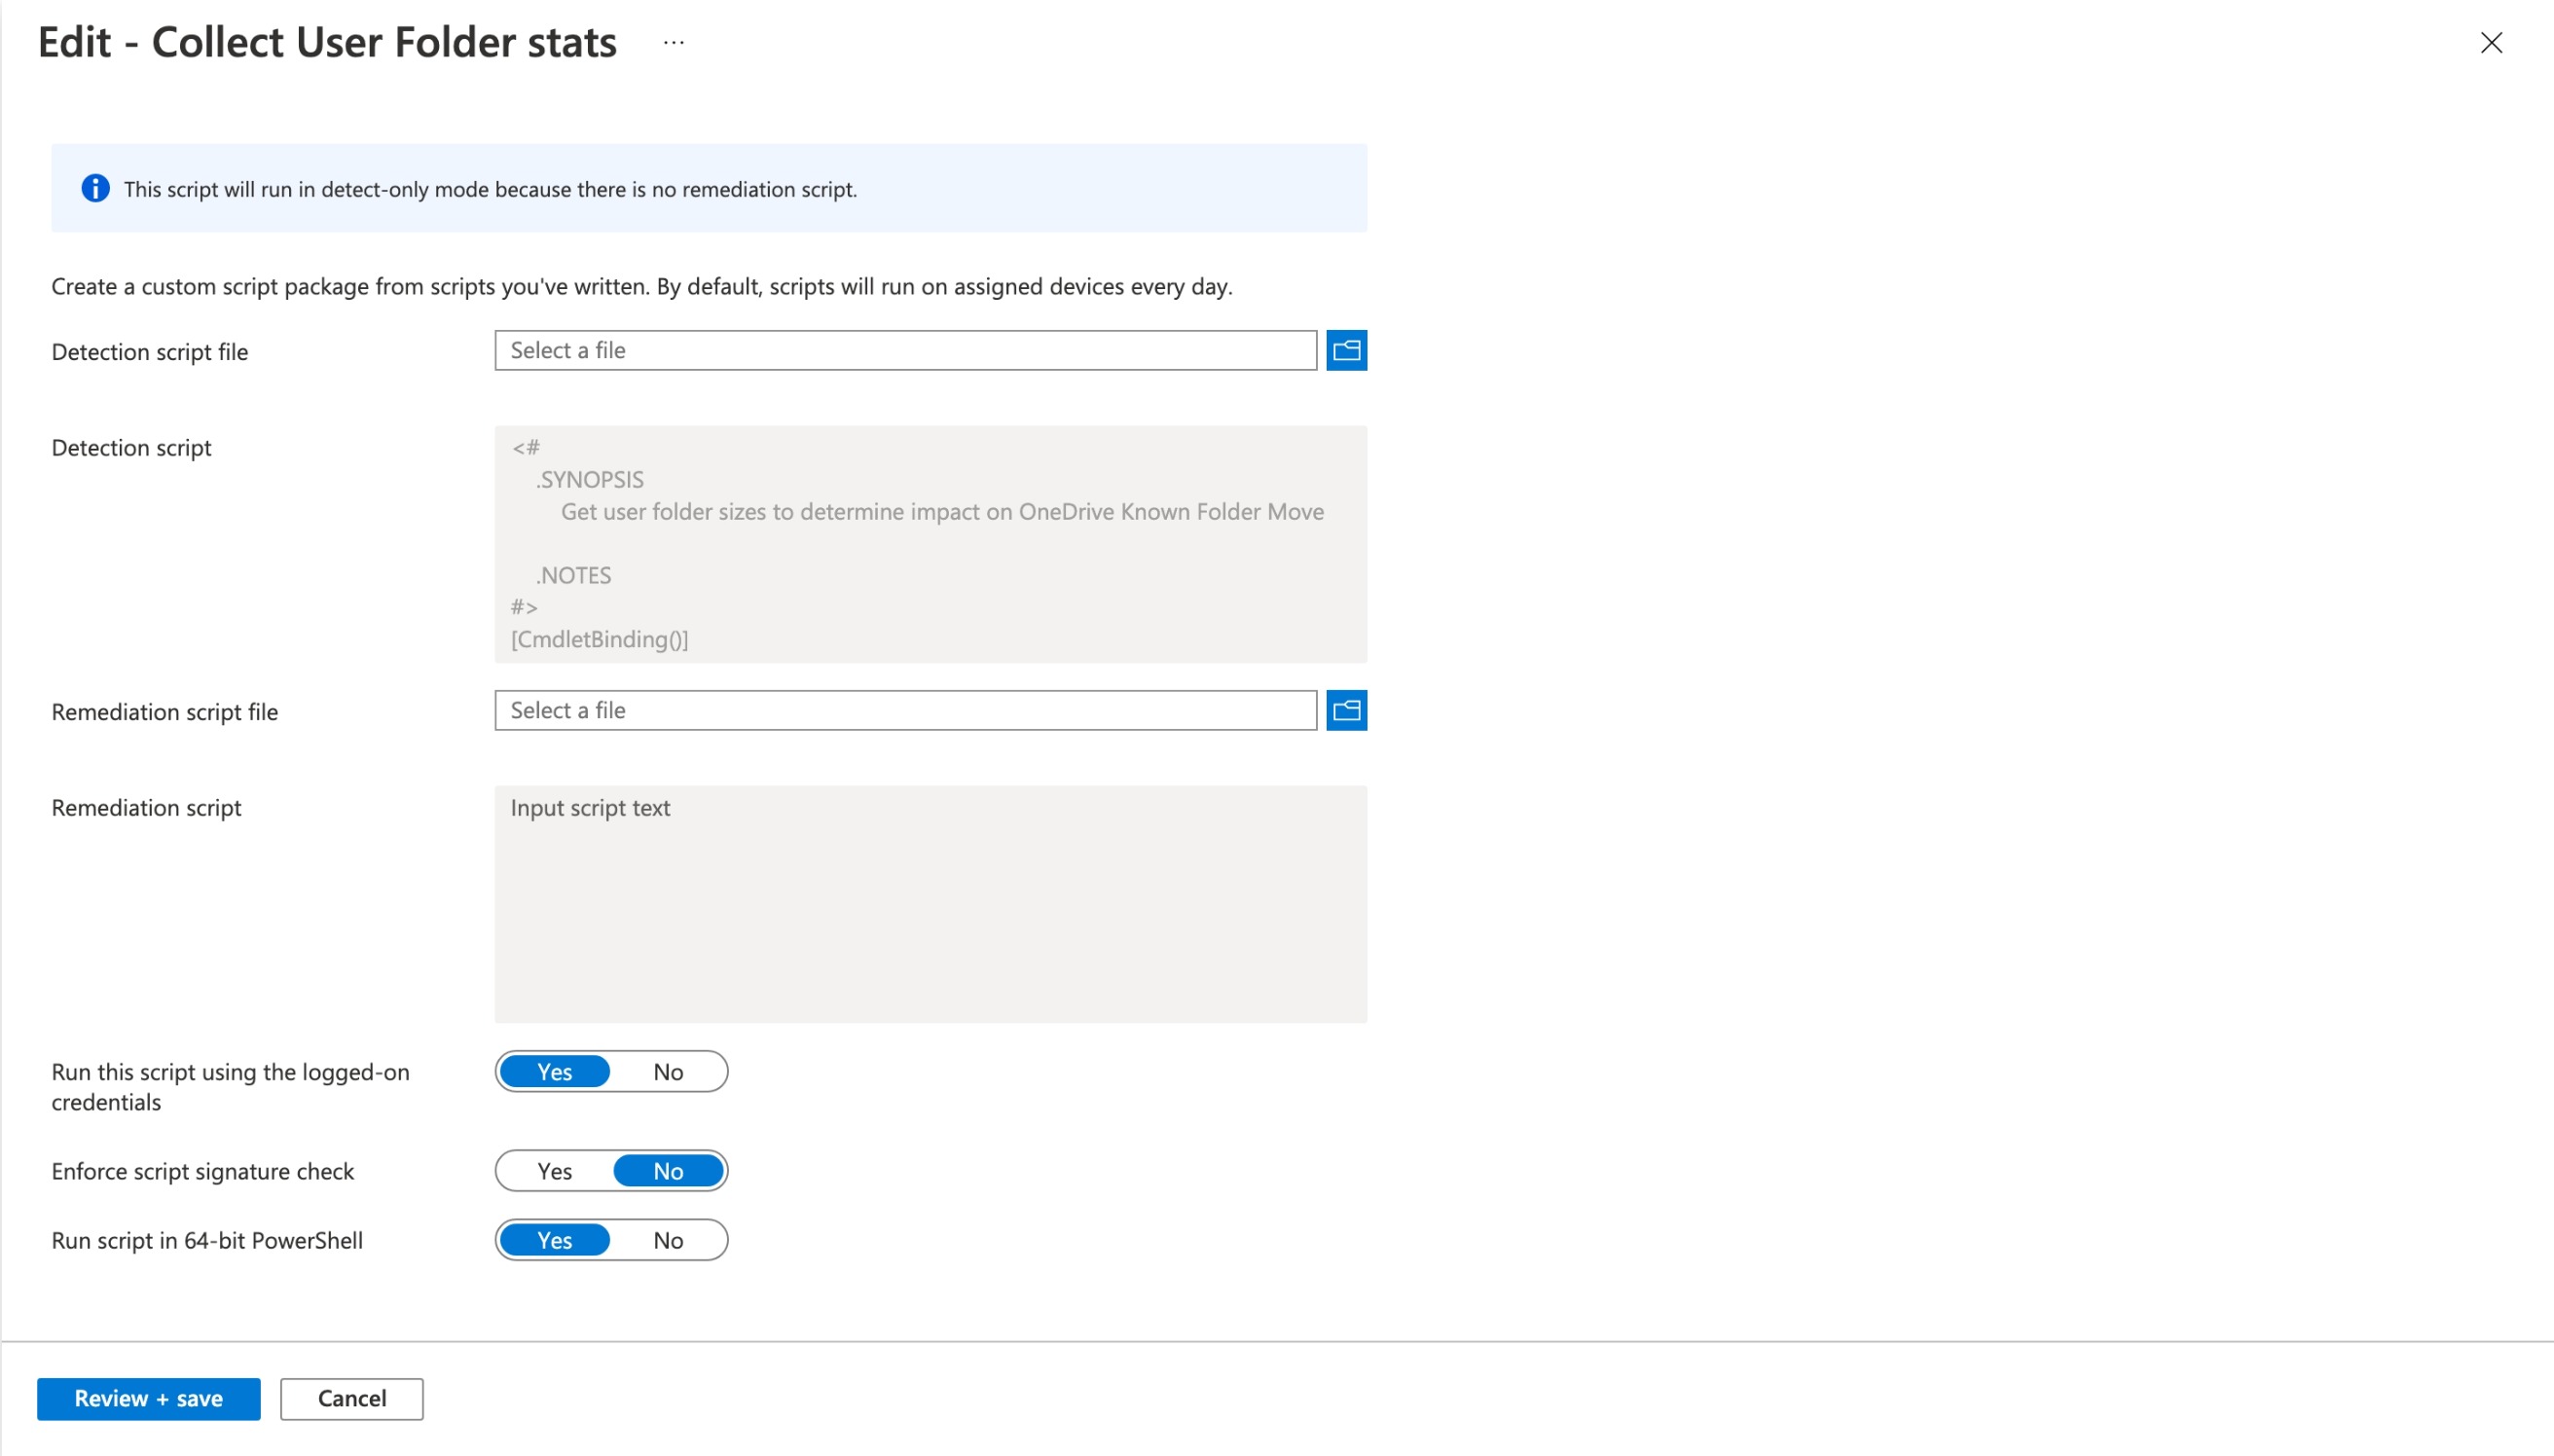 Edit - Collect User Folder stats ...
This script will run in detect-only mode because there is no remediation script.
Create a custom script package from scripts you've written. By default, scripts will run on assigned devices every day.
Detection script file
Select a file
Detection script
<#
.SYNOPSIS
Get user folder sizes to determine impact on OneDrive Known Folder Move
.NOTES
#>
[CmdletBinding()]
Remediation script file
Select a file
Remediation script
Input script text
Run this script using the logged-on
credentials
Yes No
Enforce script signature check
Yes No
Run script in 64-bit PowerShell
Yes No
Review + save
Cancel